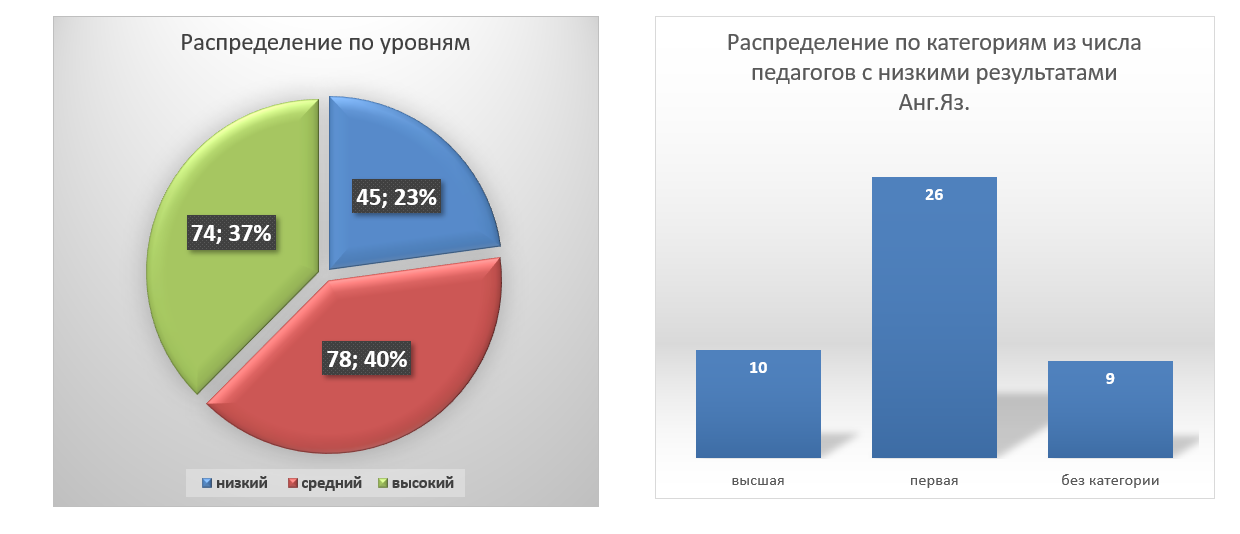 Распределение по уровням
45; 23%
74; 37%
78; 40%
низкий средний высокий
Распределение по категориям из числа
педагогов с низкими результатами
Анг.Яз.
26
10
9
высшая первая без категории